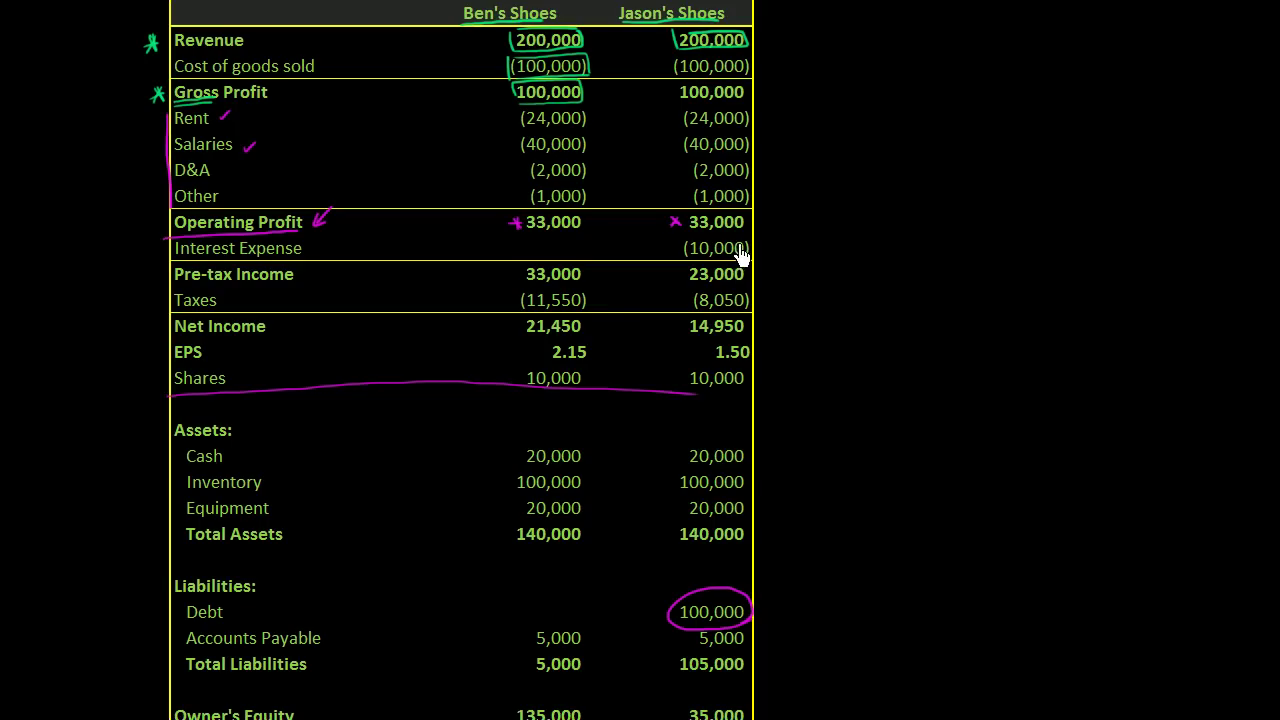 Ben's Shoes Jason's Shoes
Revenue 200,000 200,000
Cost of goods sold (100,000) (100,000)
Gross Profit 100,000 100,000
Rent (24,000) (24,000)
Salaries (40,000) (40,000)
D&A (2,000) (2,000)
Other (1,000) (1,000)
Operating Profit 33,000 33,000
Interest Expense (10,000)
Pre-tax Income 33,000 23,000
Taxes (11,550) (8,050)
Net Income 21,450 14,950
EPS 2.15 1.50
Shares 10,000 10,000
Assets:
Cash 20,000 20,000
Inventory 100,000 100,000
Equipment 20,000 20,000
Total Assets 140,000 140,000
Liabilities:
Debt 100,000
Accounts Payable 5,000 5,000
Total Liabilities 5,000 105,000
Owner's Equity 135,000 35,000